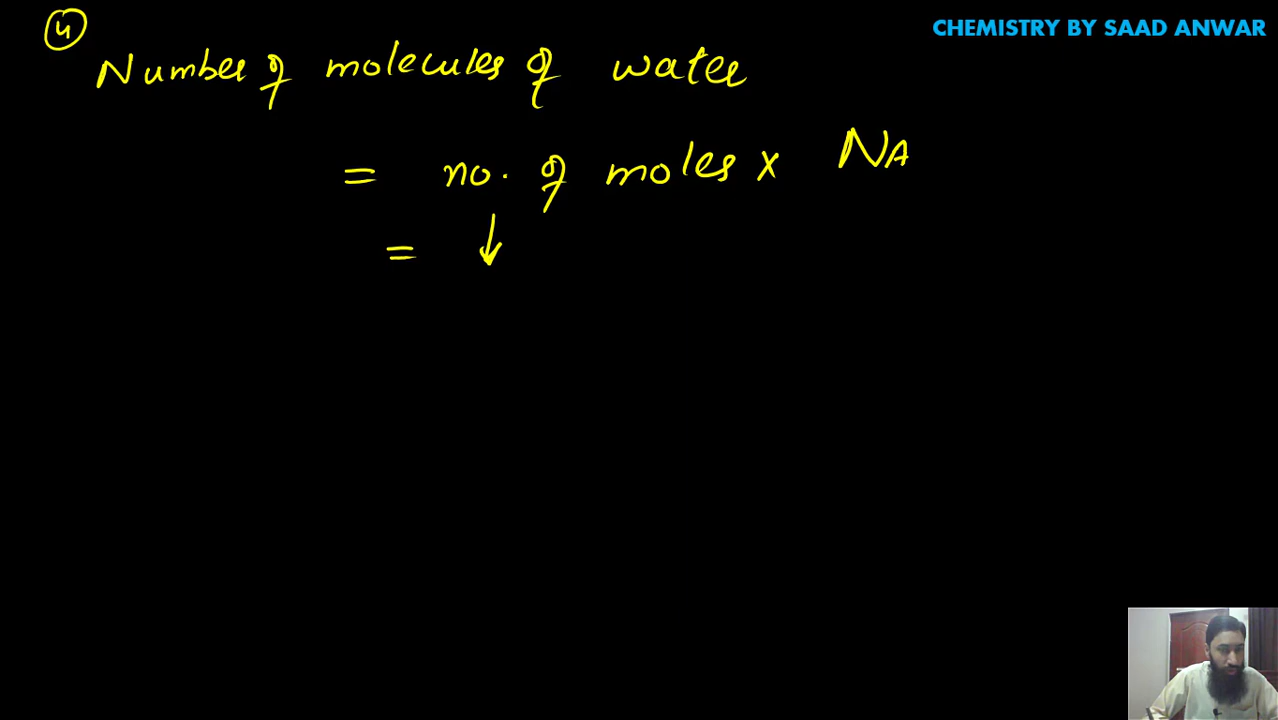 CHEMISTRY BY SAAD ANWAR
4
Number of molecules of water
= no. of moles x NA
= ↓